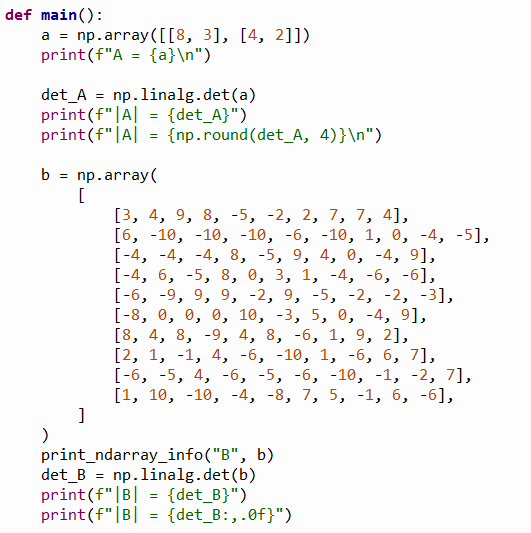 def main():
    a = np.array([[8, 3], [4, 2]])
    print(f"A = {a}\n")

    det_A = np.linalg.det(a)
    print(f"|A| = {det_A}")
    print(f"|A| = {np.round(det_A, 4)}\n")

    b = np.array(
        [
            [3, 4, 9, 8, -5, -2, 2, 7, 7, 4],
            [6, -10, -10, -10, -6, -10, 1, 0, -4, -5],
            [-4, -4, -4, 8, -5, 9, 4, 0, -4, 9],
            [-4, 6, -5, 8, 0, 3, 1, -4, -6, -6],
            [-6, -9, 9, 9, -2, 9, -5, -2, -2, -3],
            [-8, 0, 0, 0, 10, -3, 5, 0, -4, 9],
            [8, 4, 8, -9, 4, 8, -6, 1, 9, 2],
            [2, 1, -1, 4, -6, -10, 1, -6, 6, 7],
            [-6, -5, 4, -6, -5, -6, -10, -1, -2, 7],
            [1, 10, -10, -4, -8, 7, 5, -1, 6, -6],
        ]
    )
    print_ndarray_info("B", b)
    det_B = np.linalg.det(b)
    print(f"|B| = {det_B}")
    print(f"|B| = {det_B:,.0f}")